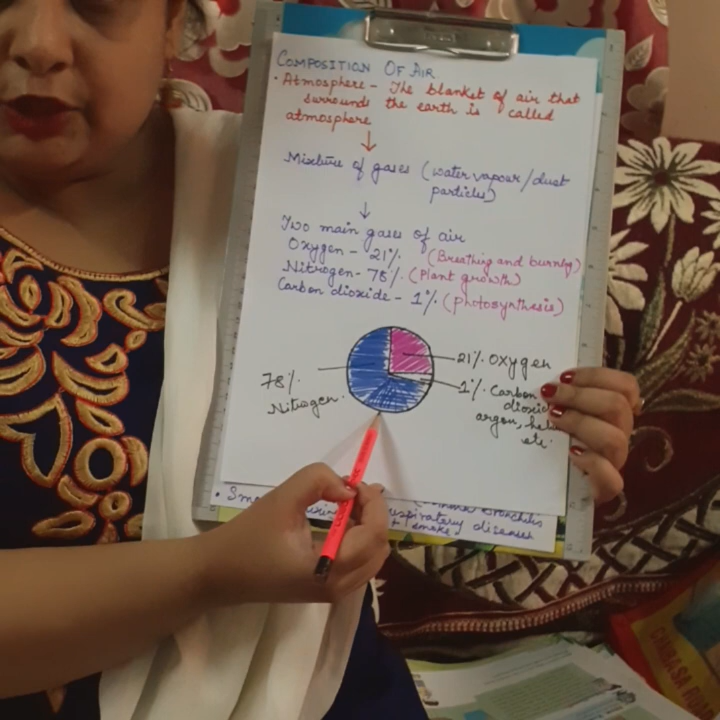 COMPOSITION OF AIR
• Atmosphere - The blanket of air that
surrounds the earth is called
atmosphere
↓
Mixture of gases (water vapour/dust
particles)
↓
Two main gases of air
Oxygen - 21% (Breathing and burning)
Nitrogen - 78% (Plant growth)
Carbon dioxide - 1% (photosynthesis)
21% Oxygen
78%
Nitrogen
1% Carbon
argon,
etc.
respiratory diseases
smoke